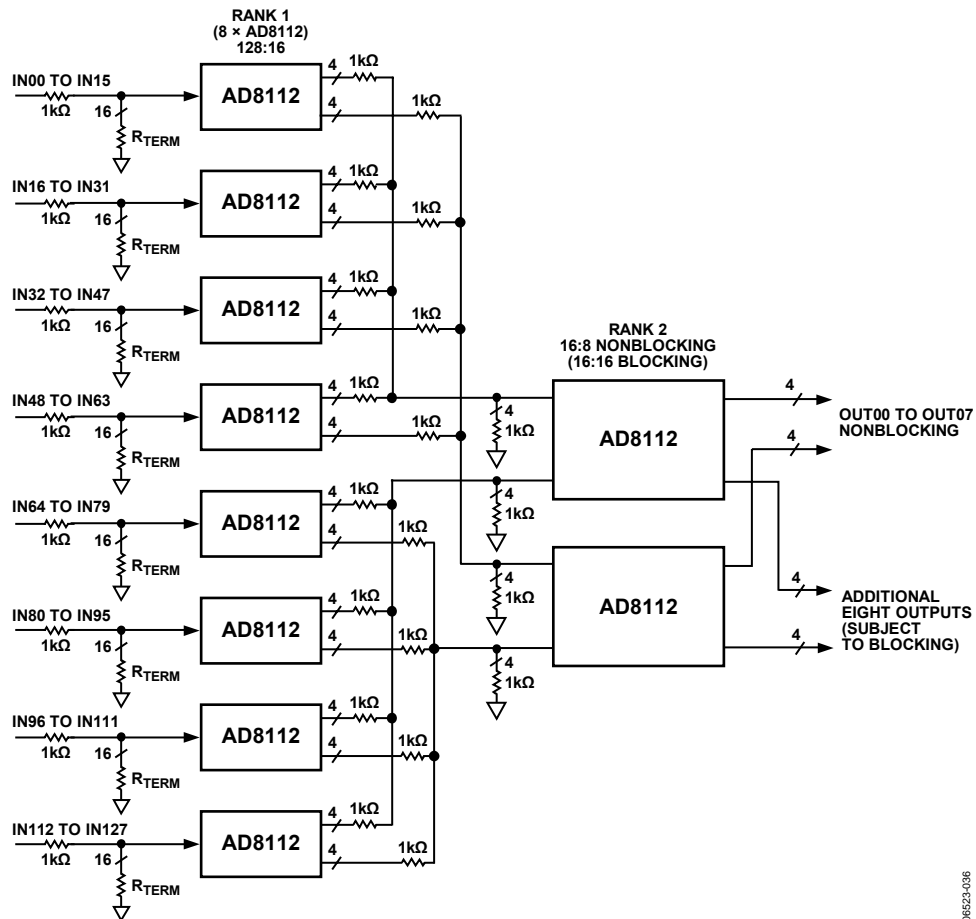 RANK 1
(8 × AD8112)
128:16
IN00 TO IN15
1kΩ
16
RTERM
AD8112
4
1kΩ
4
1kΩ
IN16 TO IN31
1kΩ
16
RTERM
AD8112
4
1kΩ
4
1kΩ
IN32 TO IN47
1kΩ
16
RTERM
AD8112
4
1kΩ
4
1kΩ
IN48 TO IN63
1kΩ
16
RTERM
AD8112
4
1kΩ
4
1kΩ
IN64 TO IN79
1kΩ
16
RTERM
AD8112
4
1kΩ
4
1kΩ
IN80 TO IN95
1kΩ
16
RTERM
AD8112
4
1kΩ
4
1kΩ
IN96 TO IN111
1kΩ
16
RTERM
AD8112
4
1kΩ
4
1kΩ
IN112 TO IN127
1kΩ
16
RTERM
AD8112
4
1kΩ
4
1kΩ
RANK 2
16:8 NONBLOCKING
(16:16 BLOCKING)
4
1kΩ
4
1kΩ
AD8112
4
1kΩ
4
1kΩ
AD8112
4
4
OUT00 TO OUT07
NONBLOCKING
4
4
ADDITIONAL
EIGHT OUTPUTS
(SUBJECT
TO BLOCKING)
06523-036